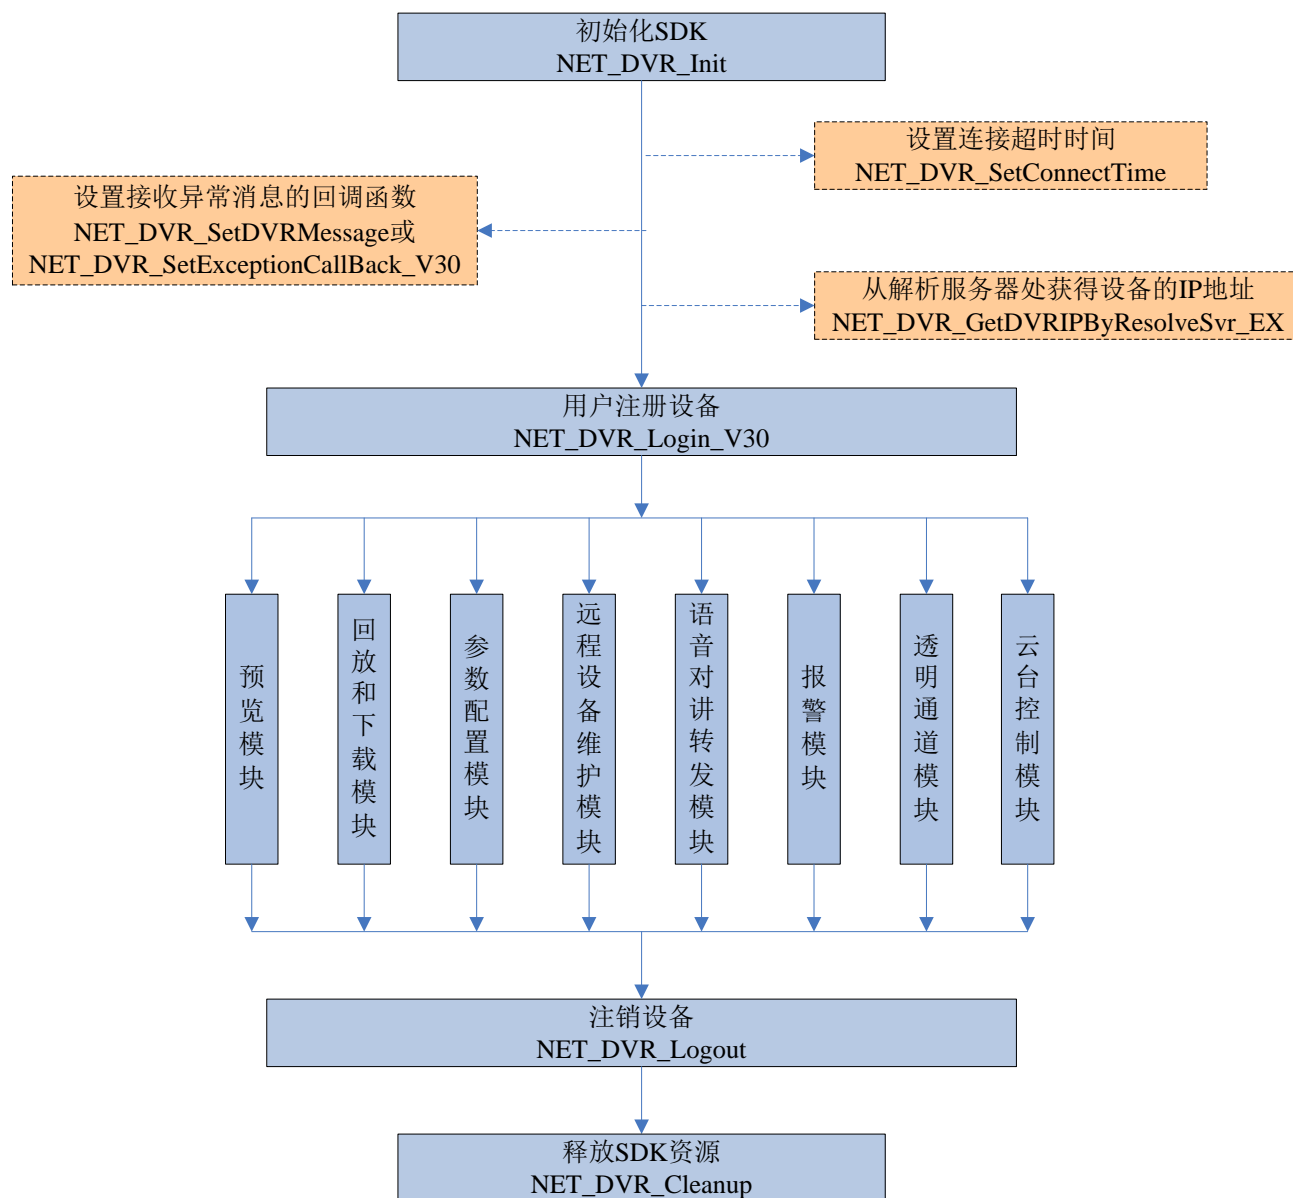 初始化SDK
NET_DVR_Init
设置连接超时时间
NET_DVR_SetConnectTime
设置接收异常消息的回调函数
NET_DVR_SetDVRMessage或
NET_DVR_SetExceptionCallBack_V30
从解析服务器处获得设备的IP地址
NET_DVR_GetDVRIPByResolveSvr_EX
用户注册设备
NET_DVR_Login_V30
预览模块
回放和下载模块
参数配置模块
远程设备维护模块
语音对讲转发模块
报警模块
透明通道模块
云台控制模块
注销设备
NET_DVR_Logout
释放SDK资源
NET_DVR_Cleanup